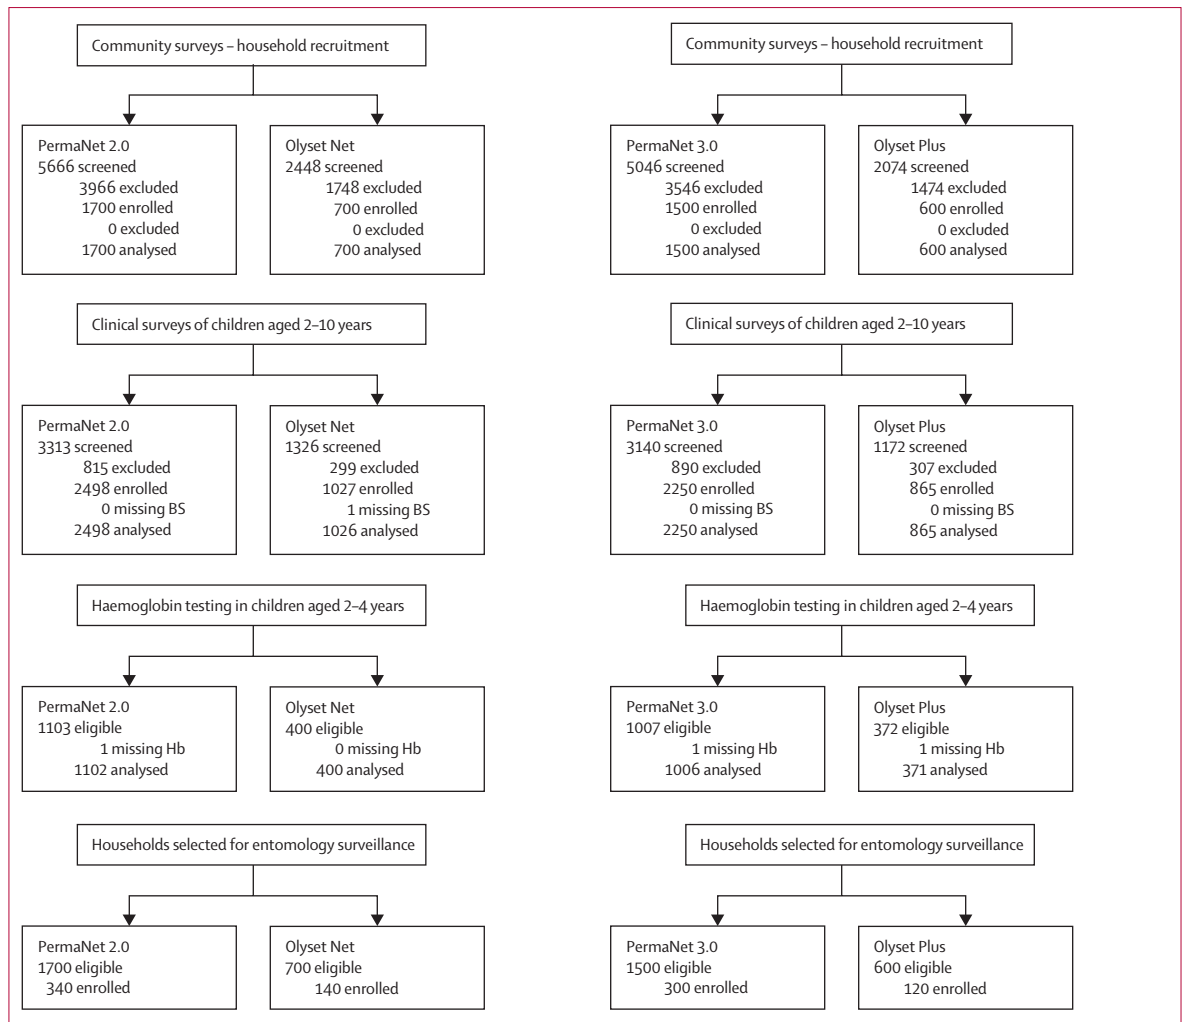 Community surveys – household recruitment
PermaNet 2.0
5666 screened
3966 excluded
1700 enrolled
0 excluded
1700 analysed
Olyset Net
2448 screened
1748 excluded
700 enrolled
0 excluded
700 analysed
Community surveys – household recruitment
PermaNet 3.0
5046 screened
3546 excluded
1500 enrolled
0 excluded
1500 analysed
Olyset Plus
2074 screened
1474 excluded
600 enrolled
0 excluded
600 analysed
Clinical surveys of children aged 2–10 years
PermaNet 2.0
3313 screened
815 excluded
2498 enrolled
0 missing BS
2498 analysed
Olyset Net
1326 screened
299 excluded
1027 enrolled
1 missing BS
1026 analysed
Clinical surveys of children aged 2–10 years
PermaNet 3.0
3140 screened
890 excluded
2250 enrolled
0 missing BS
2250 analysed
Olyset Plus
1172 screened
307 excluded
865 enrolled
0 missing BS
865 analysed
Haemoglobin testing in children aged 2–4 years
PermaNet 2.0
1103 eligible
1 missing Hb
1102 analysed
Olyset Net
400 eligible
0 missing Hb
400 analysed
Haemoglobin testing in children aged 2–4 years
PermaNet 3.0
1007 eligible
1 missing Hb
1006 analysed
Olyset Plus
372 eligible
1 missing Hb
371 analysed
Households selected for entomology surveillance
PermaNet 2.0
1700 eligible
340 enrolled
Olyset Net
700 eligible
140 enrolled
Households selected for entomology surveillance
PermaNet 3.0
1500 eligible
300 enrolled
Olyset Plus
600 eligible
120 enrolled